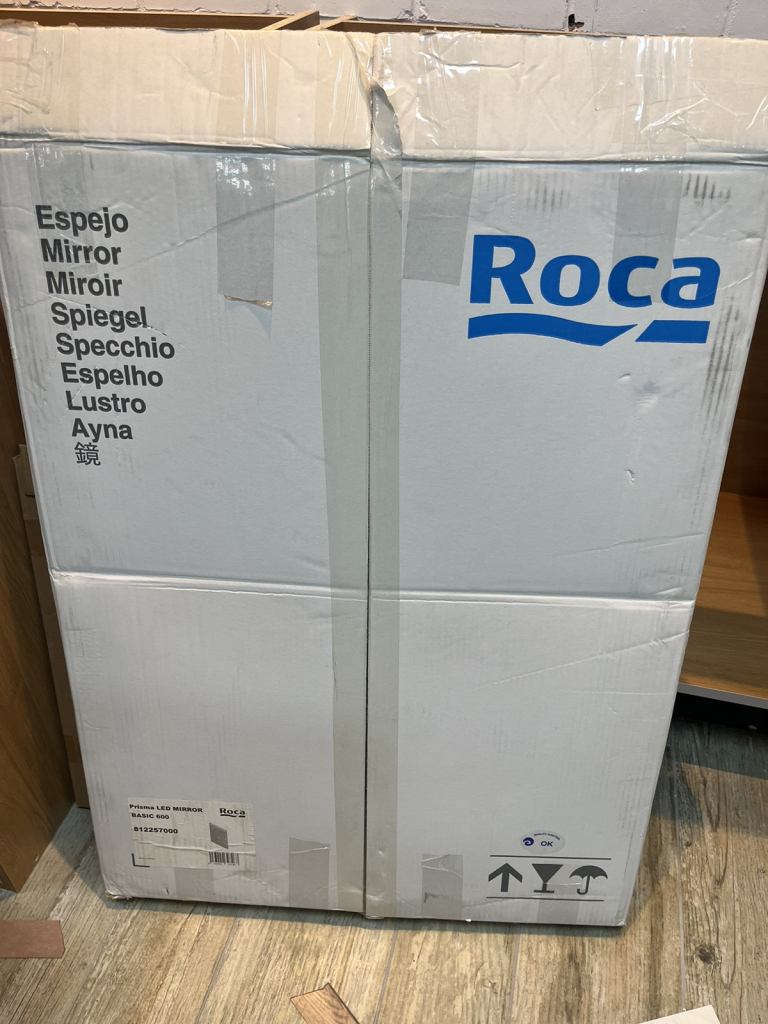 Espejo
Mirror
Miroir
Spiegel
Specchio
Espelho
Lustro
Ayna
鏡
Roca
Prisma LED MIRROR
BASIC 600
812257000
Roca
OK